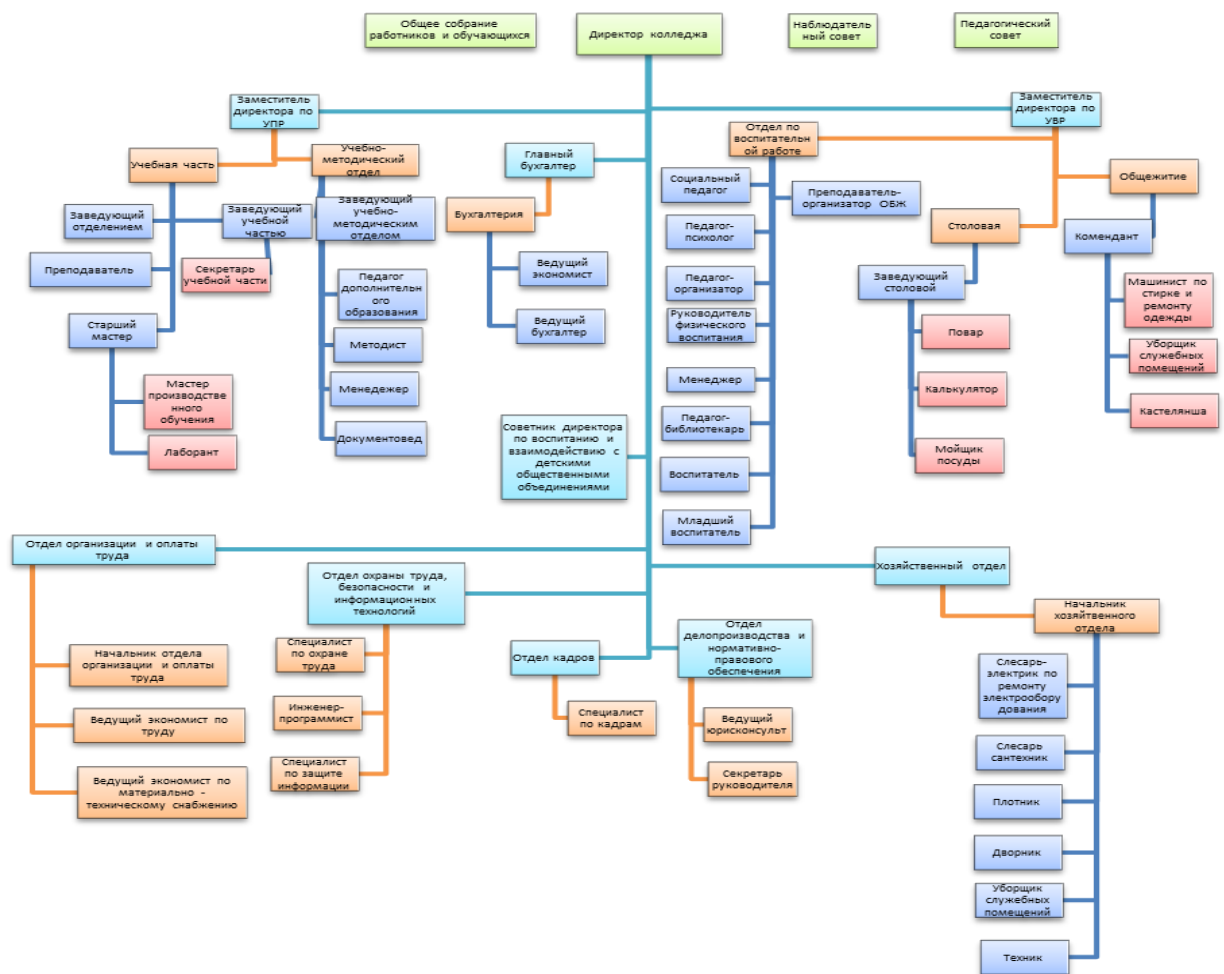 Общее собрание
работников и обучающихся
Директор колледжа
Наблюдатель
ный совет
Педагогический
совет
Заместитель
директора по
УПР
Заместитель
директора по
УВР
Учебная часть
Учебно-
методический
отдел
Главный
бухгалтер
Отдел по
воспитательн
ой работе
Общежитие
Социальный
педагог
Преподаватель-
организатор ОБЖ
Заведующий
отделением
Заведующий
учебной
частью
Заведующий
учебно-
методическим
отделом
Бухгалтерия
Педагог-
психолог
Столовая
Комендант
Преподаватель
Секретарь
учебной части
Ведущий
экономист
Педагог-
организатор
Заведующий
столовой
Машинист по
стирке и
ремонту
одежды
Педагог
дополнительн
ого
образования
Старший
мастер
Ведущий
бухгалтер
Руководитель
физического
воспитания
Повар
Уборщик
служебных
помещений
Методист
Мастер
производстве
нного
обучения
Менеджер
Менеджер
Калькулятор
Кастелянша
Лаборант
Документовед
Советник директора
по воспитанию и
взаимодействию с
детскими
общественными
объединениями
Педагог-
библиотекарь
Мойщик
посуды
Воспитатель
Младший
воспитатель
Отдел организации и оплаты
труда
Отдел охраны труда,
безопасности и
информационных
технологий
Хозяйственный отдел
Начальник
хозяйтвенного
отдела
Начальник отдела
организации и оплаты
труда
Специалист
по охране
труда
Отдел кадров
Отдел
делопроизводства и
нормативно-
правового
обеспечения
Слесарь-
электрик по
ремонту
электрообору
дования
Ведущий экономист по
труду
Инженер-
программист
Специалист
по кадрам
Ведущий
юрисконсульт
Слесарь
сантехник
Ведущий экономист по
материально -
техническому снабжению
Специалист
по защите
информации
Секретарь
руководителя
Плотник
Дворник
Уборщик
служебных
помещений
Техник